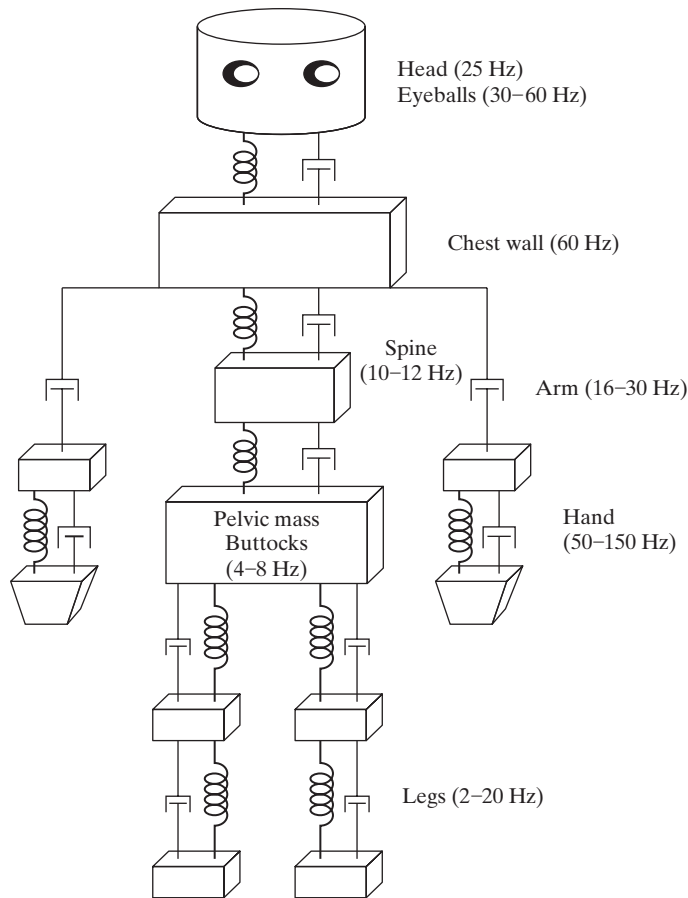 Head (25 Hz)
Eyeballs (30−60 Hz)
Chest wall (60 Hz)
Spine
(10−12 Hz)
Arm (16−30 Hz)
Pelvic mass
Buttocks
(4−8 Hz)
Hand
(50−150 Hz)
Legs (2−20 Hz)